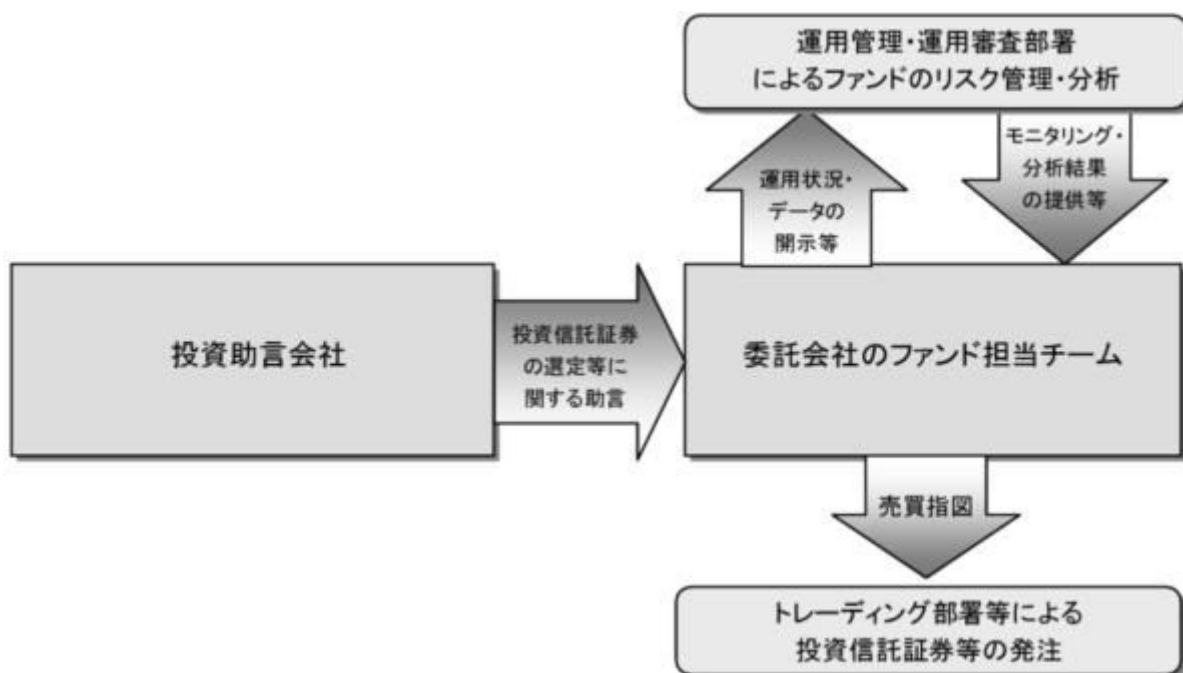 運用管理・運用審査部署
によるファンドのリスク管理・分析
運用状況・
データの
開示等
モニタリング・
分析結果
の提供等
投資助言会社
投資信託証券
の選定等に
関する助言
委託会社のファンド担当チーム
売買指図
トレーディング部署等による
投資信託証券等の発注